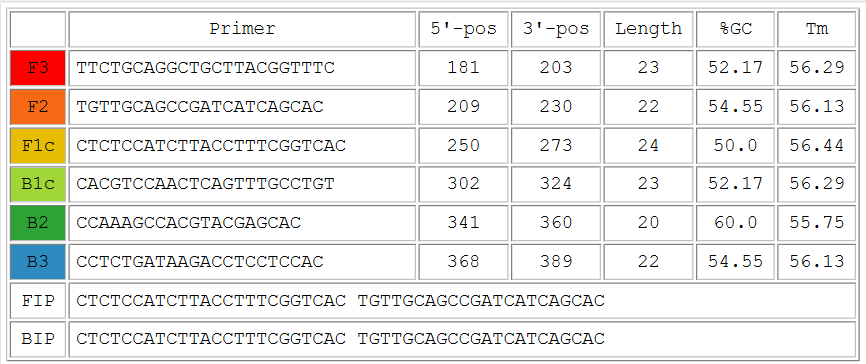 Primer 5'-pos 3'-pos Length %GC Tm
F3 TTCTGCAGGCTGCTTACGGTTTC 181 203 23 52.17 56.29
F2 TGTTGCAGCCGATCATCAGCAC 209 230 22 54.55 56.13
F1c CTCTCCATCTTACCTTTCGGTCAC 250 273 24 50.0 56.44
B1c CACGTCCAACTCAGTTTGCCTGT 302 324 23 52.17 56.29
B2 CCAAAGCCACGTACGAGCAC 341 360 20 60.0 55.75
B3 CCTCTGATAAGACCTCCTCCAC 368 389 22 54.55 56.13
FIP CTCTCCATCTTACCTTTCGGTCAC TGTTGCAGCCGATCATCAGCAC
BIP CTCTCCATCTTACCTTTCGGTCAC TGTTGCAGCCGATCATCAGCAC